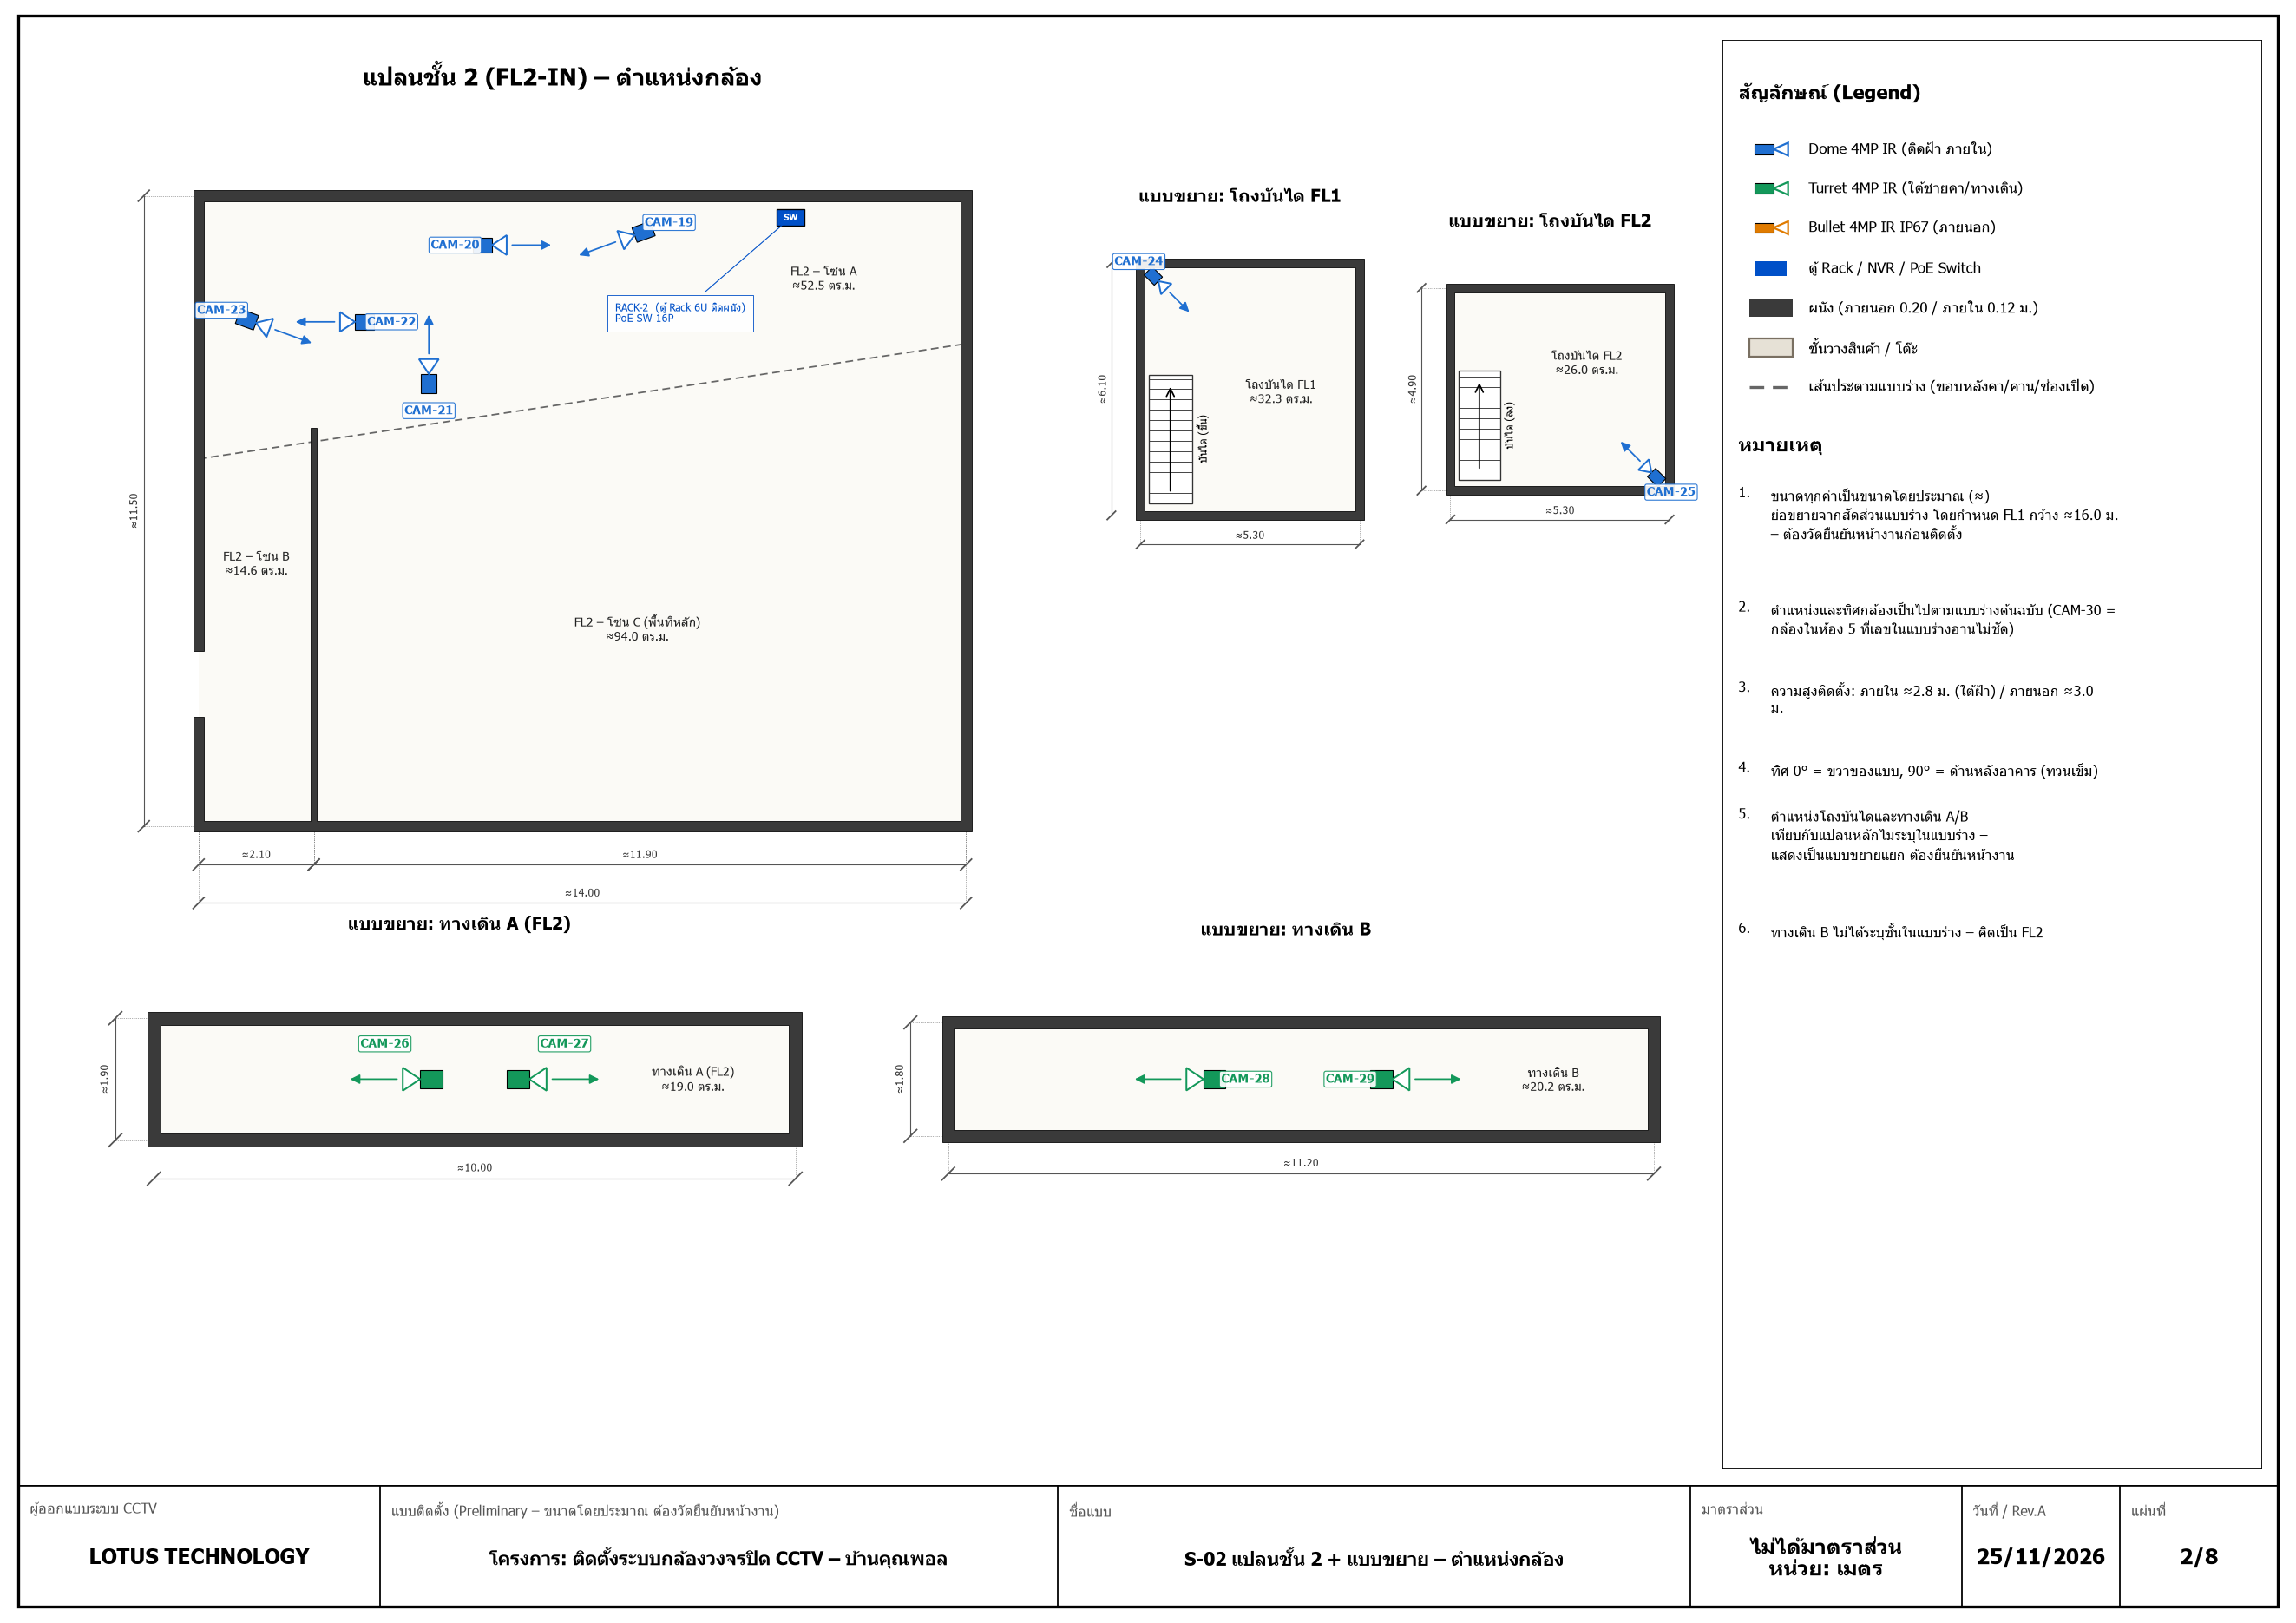 แปลนชั้น 2 (FL2-IN) – ตำแหน่งกล้อง
SW
CAM-19
CAM-20
FL2 – โซน A
≈52.5 ตร.ม.
CAM-23
CAM-22
RACK-2  (ตู้ Rack 6U ติดผนัง)
PoE SW 16P
CAM-21
≈11.50
FL2 – โซน B
≈14.6 ตร.ม.
FL2 – โซน C (พื้นที่หลัก)
≈94.0 ตร.ม.
≈2.10
≈11.90
≈14.00
แบบขยาย: โถงบันได FL1
CAM-24
≈6.10
โถงบันได FL1
≈32.3 ตร.ม.
บันได (ขึ้น)
≈5.30
แบบขยาย: โถงบันได FL2
≈4.90
โถงบันได FL2
≈26.0 ตร.ม.
บันได (ลง)
CAM-25
≈5.30
แบบขยาย: ทางเดิน A (FL2)
CAM-26
CAM-27
≈1.90
ทางเดิน A (FL2)
≈19.0 ตร.ม.
≈10.00
แบบขยาย: ทางเดิน B
≈1.80
CAM-28
CAM-29
ทางเดิน B
≈20.2 ตร.ม.
≈11.20
สัญลักษณ์ (Legend)
Dome 4MP IR (ติดฝ้า ภายใน)
Turret 4MP IR (ใต้ชายคา/ทางเดิน)
Bullet 4MP IR IP67 (ภายนอก)
ตู้ Rack / NVR / PoE Switch
ผนัง (ภายนอก 0.20 / ภายใน 0.12 ม.)
ชั้นวางสินค้า / โต๊ะ
เส้นประตามแบบร่าง (ขอบหลังคา/คาน/ช่องเปิด)
หมายเหตุ
1. ขนาดทุกค่าเป็นขนาดโดยประมาณ (≈)
ย่อขยายจากสัดส่วนแบบร่าง โดยกำหนด FL1 กว้าง ≈16.0 ม.
– ต้องวัดยืนยันหน้างานก่อนติดตั้ง
2. ตำแหน่งและทิศกล้องเป็นไปตามแบบร่างต้นฉบับ (CAM-30 =
กล้องในห้อง 5 ที่เลขในแบบร่างอ่านไม่ชัด)
3. ความสูงติดตั้ง: ภายใน ≈2.8 ม. (ใต้ฝ้า) / ภายนอก ≈3.0
ม.
4. ทิศ 0° = ขวาของแบบ, 90° = ด้านหลังอาคาร (ทวนเข็ม)
5. ตำแหน่งโถงบันไดและทางเดิน A/B
เทียบกับแปลนหลักไม่ระบุในแบบร่าง –
แสดงเป็นแบบขยายแยก ต้องยืนยันหน้างาน
6. ทางเดิน B ไม่ได้ระบุชั้นในแบบร่าง – คิดเป็น FL2
ผู้ออกแบบระบบ CCTV
LOTUS TECHNOLOGY
แบบติดตั้ง (Preliminary – ขนาดโดยประมาณ ต้องวัดยืนยันหน้างาน)
โครงการ: ติดตั้งระบบกล้องวงจรปิด CCTV – บ้านคุณพอล
ชื่อแบบ
S-02 แปลนชั้น 2 + แบบขยาย – ตำแหน่งกล้อง
มาตราส่วน
ไม่ได้มาตราส่วน
หน่วย: เมตร
วันที่ / Rev.A
25/11/2026
แผ่นที่
2/8